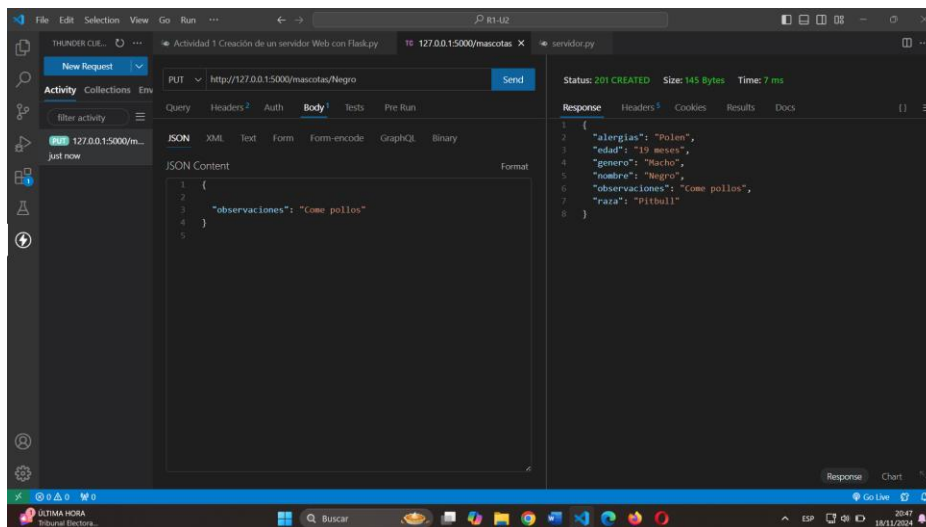 File Edit Selection View Go Run ··· R1-U2
THUNDER CLIE... ···
Actividad 1 Creación de un servidor Web con Flask.py
TC 127.0.0.1:5000/mascotas
servidor.py
New Request
Activity Collections Env
filter activity
PUT 127.0.0.1:5000/m...
just now
PUT http://127.0.0.1:5000/mascotas/Negro Send
Query Headers 2 Auth Body 1 Tests Pre Run
JSON XML Text Form Form-encode GraphQL Binary
JSON Content Format
1 {
2
3 "observaciones": "Come pollos"
4 }
5
Status: 201 CREATED Size: 145 Bytes Time: 7 ms
Response Headers 5 Cookies Results Docs {}
1 {
2 "alergias": "Polen",
3 "edad": "19 meses",
4 "genero": "Macho",
5 "nombre": "Negro",
6 "observaciones": "Come pollos",
7 "raza": "Pitbull"
8 }
Response Chart
0 0 0 Go Live
ÚLTIMA HORA
Tribunal Electora...
Buscar
ESP
20:47
18/11/2024